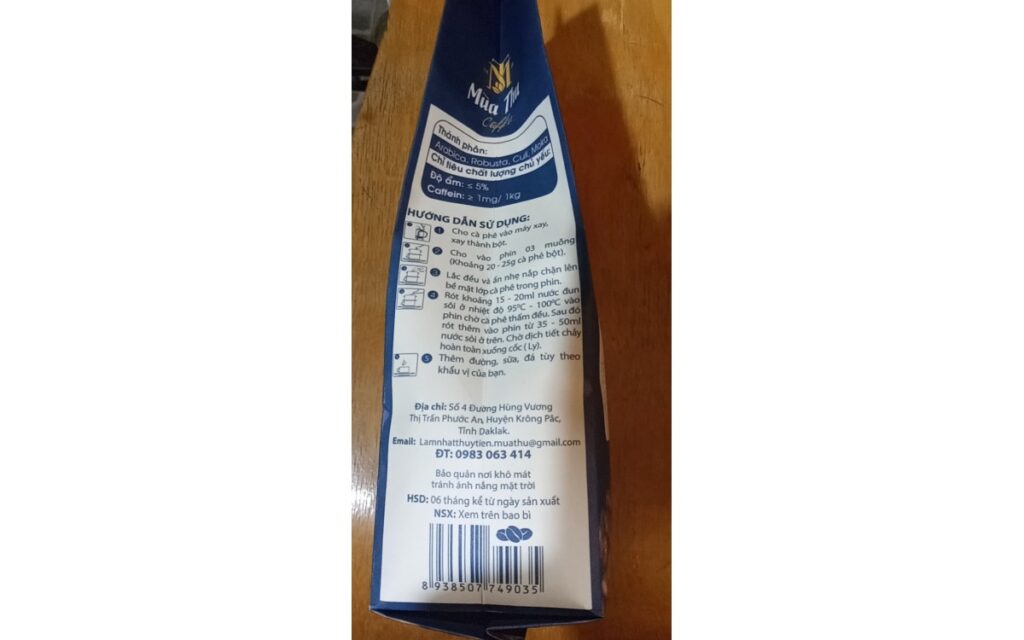 Mùa Thu
Coffee
Thành phần:
Arabica, Robusta, Culi, Moka
Chỉ tiêu chất lượng chủ yếu:
Độ ẩm: ≤ 5%
Caffein: ≥ 1mg/ 1kg
HƯỚNG DẪN SỬ DỤNG:
1 Cho cà phê vào máy xay,
xay thành bột.
2 Cho vào phin 03 muỗng
(Khoảng 20 - 25g cà phê bột).
3 Lắc đều và ấn nhẹ nắp chặn lên
bề mặt lớp cà phê trong phin.
4 Rót khoảng 15 - 20ml nước đun
sôi ở nhiệt độ 95ºC - 100ºC vào
phin chờ cà phê thấm đều. Sau đó
rót thêm vào phin từ 35 - 50ml
nước sôi ở trên. Chờ dịch tiết chảy
hoàn toàn xuống cốc ( Ly).
5 Thêm đường, sữa, đá tùy theo
khẩu vị của bạn.
Địa chỉ: Số 4 Đường Hùng Vương
Thị Trấn Phước An, Huyện Krông Pắc,
Tỉnh Daklak.
Email: Lamnhatthuytien.muathu@gmail.com
ĐT: 0983 063 414
Bảo quản nơi khô mát
tránh ánh nắng mặt trời
HSD: 06 tháng kể từ ngày sản xuất
NSX: Xem trên bao bì
8 938507 749035